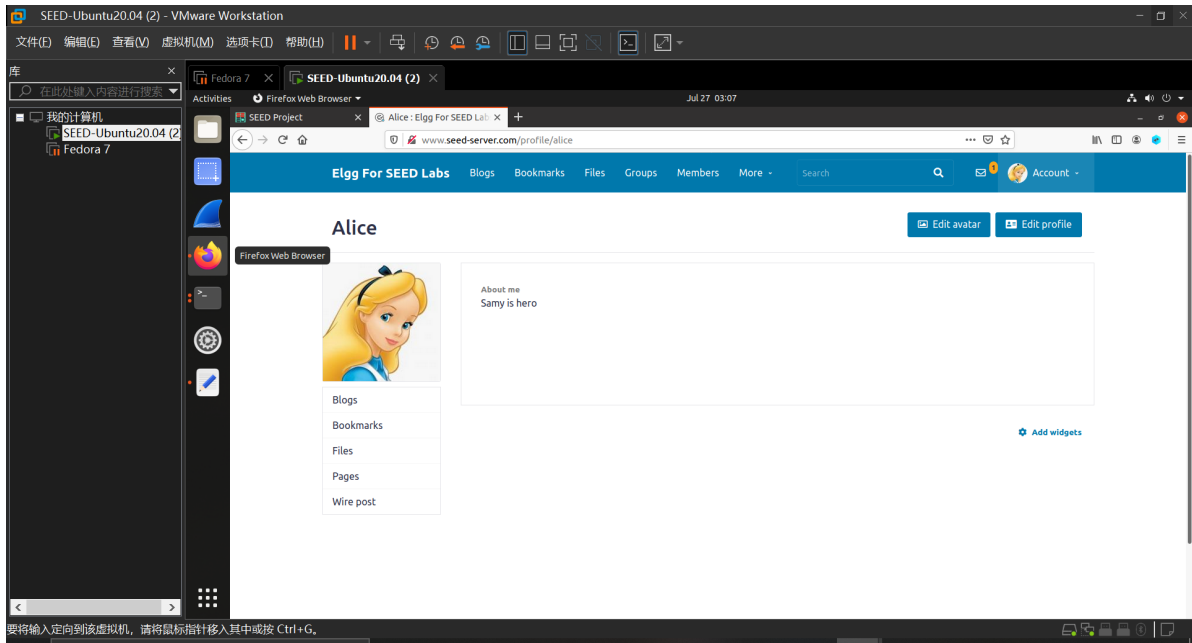 SEED-Ubuntu20.04 (2) - VMware Workstation
文件(F) 编辑(E) 查看(V) 虚拟机(M) 选项卡(T) 帮助(H)
库
在此处键入内容进行搜索
我的计算机
SEED-Ubuntu20.04 (2)
Fedora 7
Fedora 7 SEED-Ubuntu20.04 (2)
Activities Firefox Web Browser Jul 27 03:07
SEED Project Alice : Elgg For SEED Lab
www.seed-server.com/profile/alice
Elgg For SEED Labs Blogs Bookmarks Files Groups Members More Search 1 Account
Alice
Edit avatar Edit profile
Firefox Web Browser
About me
Samy is hero
Blogs
Bookmarks
Files
Pages
Wire post
Add widgets
要将输入定向到该虚拟机，请将鼠标指针移入其中或按 Ctrl+G。